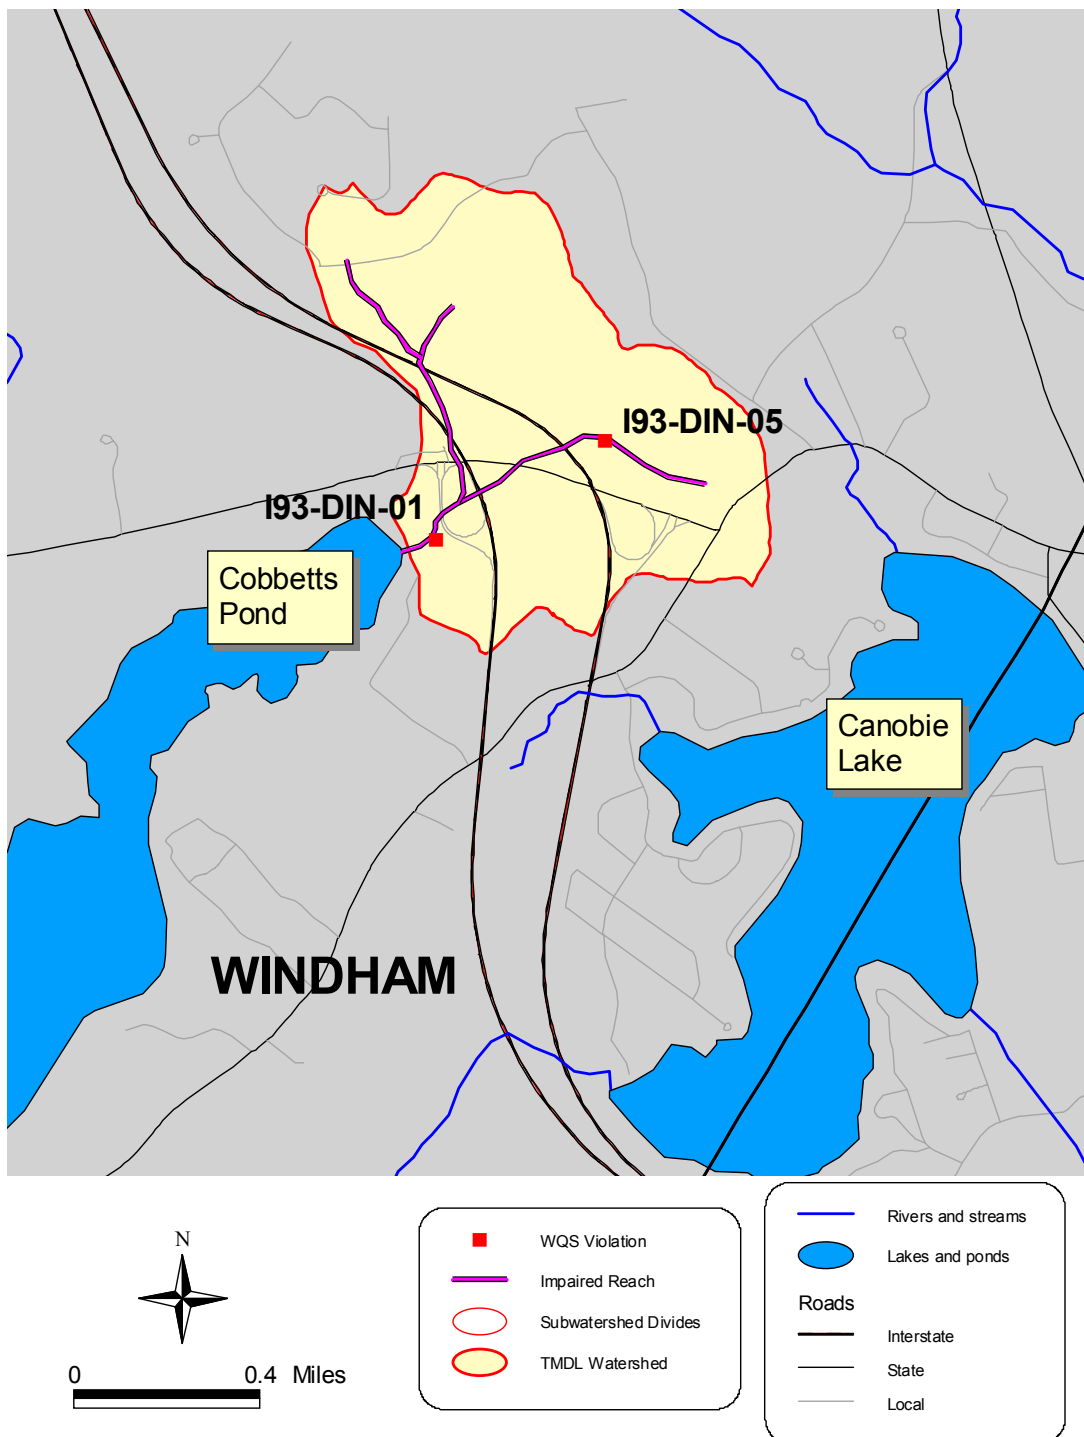 I93-DIN-05
I93-DIN-01
Cobbetts
Pond
Canobie
Lake
WINDHAM
N
0 0.4 Miles
WQS Violation
Impaired Reach
Subwatershed Divides
TMDL Watershed
Rivers and streams
Lakes and ponds
Roads
Interstate
State
Local